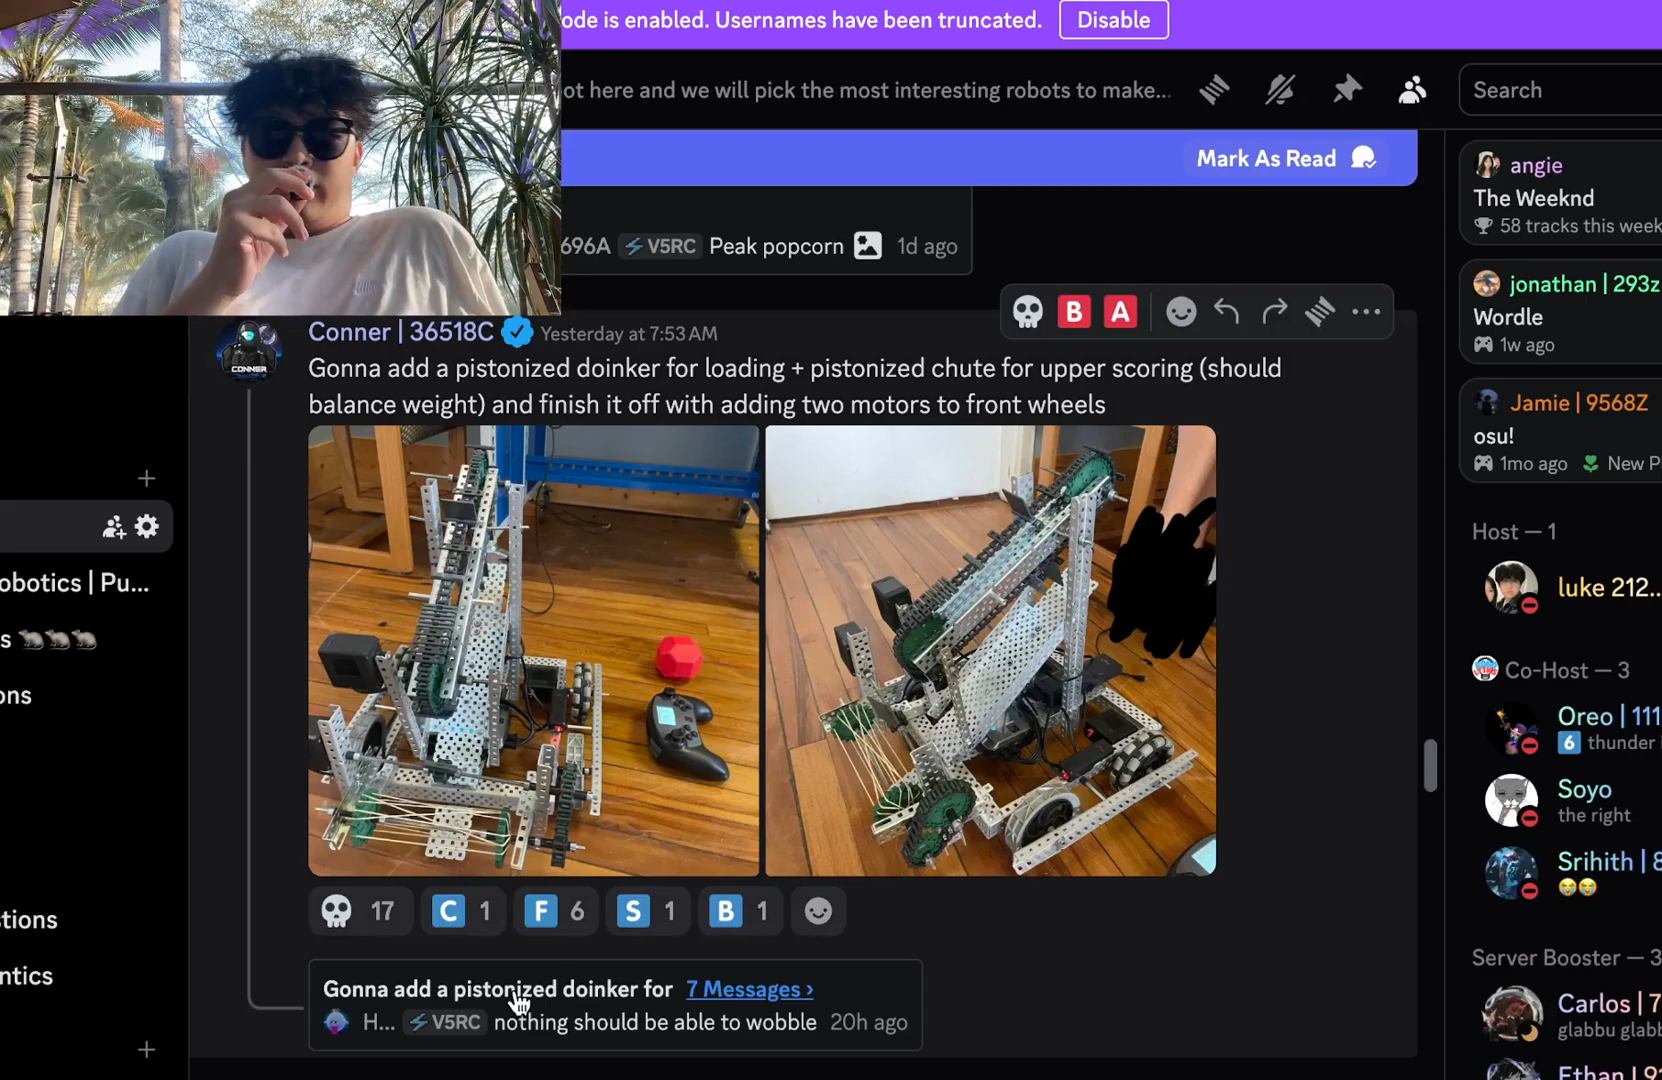 ode is enabled. Usernames have been truncated.
Disable
ot here and we will pick the most interesting robots to make...
Search
Mark As Read
angie
The Weeknd
58 tracks this week
696A V5RC Peak popcorn 1d ago
jonathan | 293z
Wordle
1w ago
B A
CONNER
Conner | 36518C Yesterday at 7:53 AM
Gonna add a pistonized doinker for loading + pistonized chute for upper scoring (should
balance weight) and finish it off with adding two motors to front wheels
Jamie | 9568Z
osu!
1mo ago New P
Host — 1
luke 212...
obotics | Pu...
s
ons
Co-Host — 3
Oreo | 111
6 thunder
Soyo
the right
Srihith | 8
17 C 1 F 6 S 1 B 1
tions
ntics
Server Booster — 3
Gonna add a pistonized doinker for 7 Messages ›
H... V5RC nothing should be able to wobble 20h ago
Carlos | 7
glabbu glabb
Ethan | 9